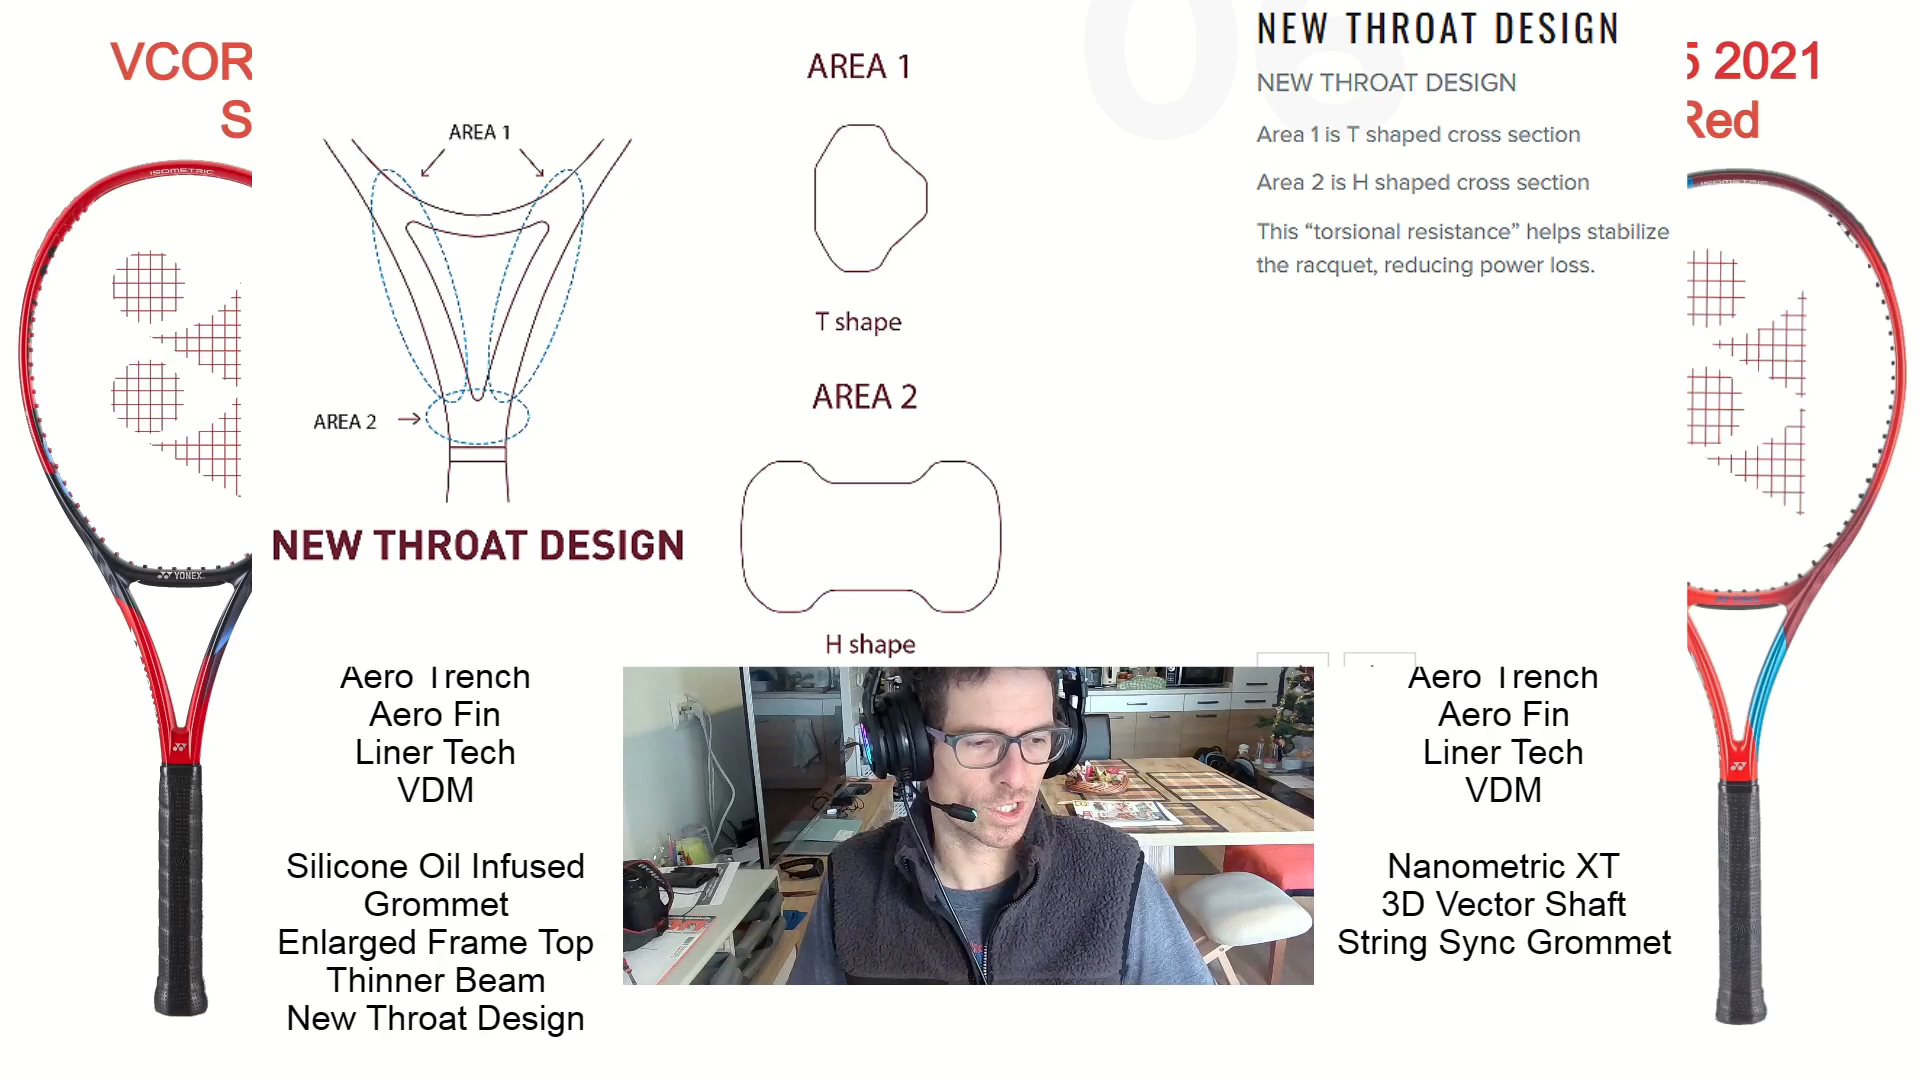 VCOR
S
ISOMETRIC
YONEX
AREA 1
AREA 2
NEW THROAT DESIGN
AREA 1
T shape
AREA 2
H shape
06
NEW THROAT DESIGN
NEW THROAT DESIGN
Area 1 is T shaped cross section
Area 2 is H shaped cross section
This “torsional resistance” helps stabilize
the racquet, reducing power loss.
5 2021
Red
Aero Trench
Aero Fin
Liner Tech
VDM
Silicone Oil Infused
Grommet
Enlarged Frame Top
Thinner Beam
New Throat Design
Aero Trench
Aero Fin
Liner Tech
VDM
Nanometric XT
3D Vector Shaft
String Sync Grommet